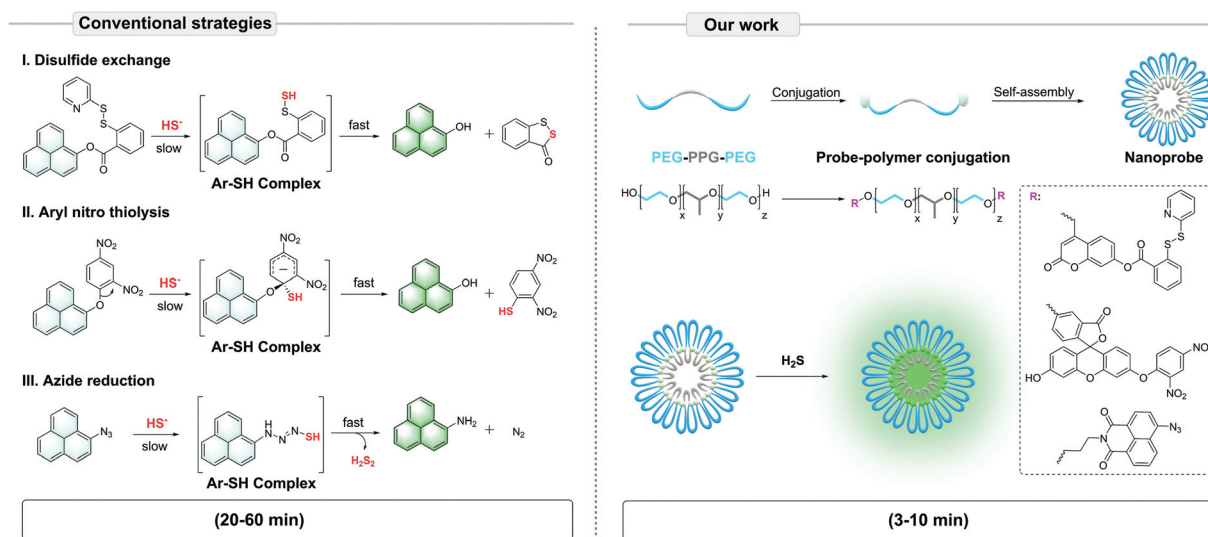 Conventional strategies
I. Disulfide exchange
N
S
S
O
O
HS⁻
slow
SH
S
O
O
Ar-SH Complex
fast
OH
+
S
S
O
II. Aryl nitro thiolysis
NO₂
NO₂
O
HS⁻
slow
NO₂
NO₂
O
SH
Ar-SH Complex
fast
OH
+
NO₂
HS
NO₂
III. Azide reduction
N₃
HS⁻
slow
H
N
N
N
SH
Ar-SH Complex
fast
H₂S₂
NH₂
+
N₂
(20-60 min)
Our work
Conjugation
Self-assembly
PEG-PPG-PEG
Probe-polymer conjugation
Nanoprobe
HO
O
x
O
y
O
H
z
R
O
O
x
O
y
O
R
z
H₂S
R:
N
S
S
O
O
O
O
O
O
HO
O
O
NO
NO₂
O
N
O
N₃
(3-10 min)